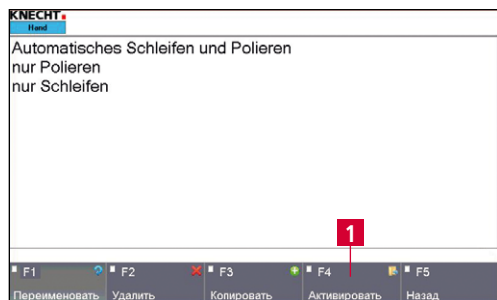 KNECHT
Hand
Automatisches Schleifen und Polieren
nur Polieren
nur Schleifen
1
F1 F2 F3 F4 F5
Переименовать Удалить Копировать Активировать Назад